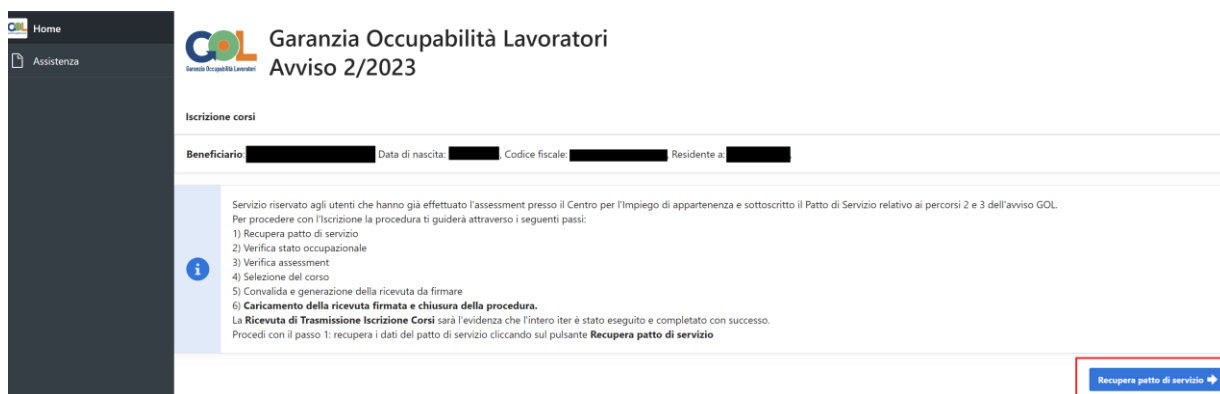 GOL Home
Assistenza
GOL
Garanzia Occupabilità Lavoratori
Garanzia Occupabilità Lavoratori
Avviso 2/2023
Iscrizione corsi
Beneficiario: Data di nascita: , Codice fiscale: , Residente a: ,
Servizio riservato agli utenti che hanno già effettuato l'assessment presso il Centro per l'Impiego di appartenenza e sottoscritto il Patto di Servizio relativo ai percorsi 2 e 3 dell'avviso GOL.
Per procedere con l'Iscrizione la procedura ti guiderà attraverso i seguenti passi:
1) Recupera patto di servizio
2) Verifica stato occupazionale
3) Verifica assessment
4) Selezione del corso
5) Convalida e generazione della ricevuta da firmare
6) Caricamento della ricevuta firmata e chiusura della procedura.
La Ricevuta di Trasmissione Iscrizione Corsi sarà l'evidenza che l'intero iter è stato eseguito e completato con successo.
Procedi con il passo 1: recupera i dati del patto di servizio cliccando sul pulsante Recupera patto di servizio
Recupera patto di servizio